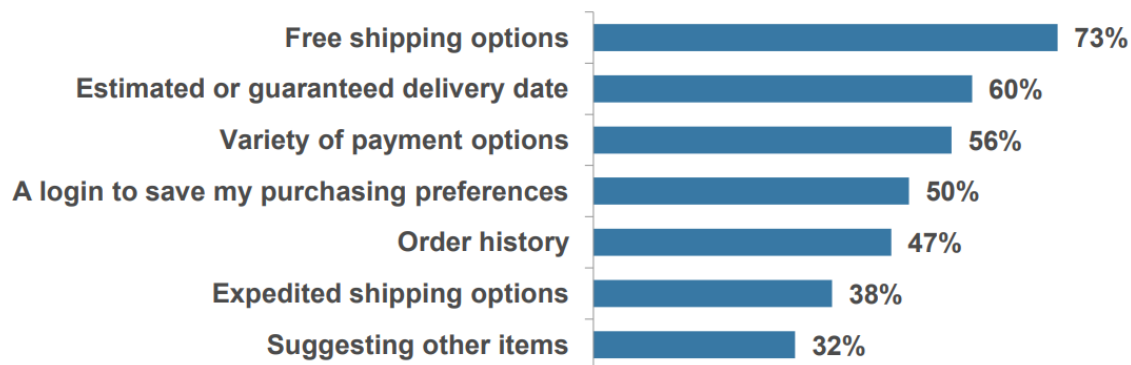 Free shipping options 73%
Estimated or guaranteed delivery date 60%
Variety of payment options 56%
A login to save my purchasing preferences 50%
Order history 47%
Expedited shipping options 38%
Suggesting other items 32%